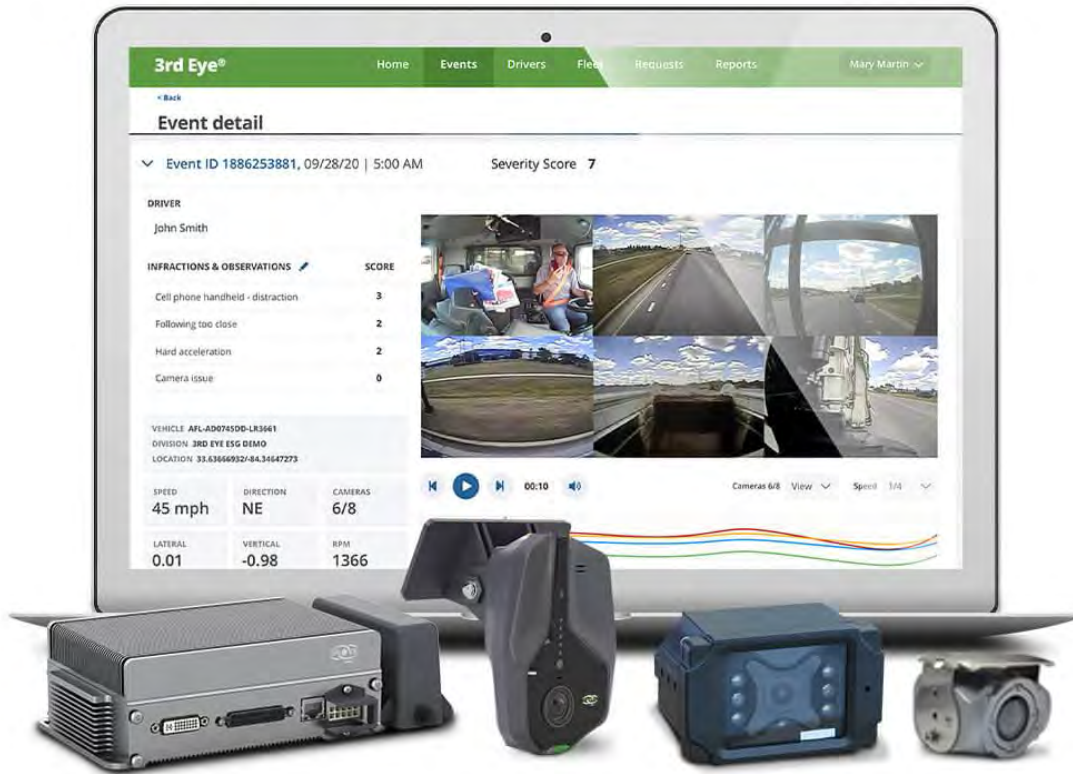 3rd Eye®
Home Events Drivers Fleet Requests Reports Mary Martin
< Back
Event detail
Event ID 1886253881, 09/28/20 | 5:00 AM Severity Score 7
DRIVER
John Smith
INFRACTIONS & OBSERVATIONS SCORE
Cell phone handheld - distraction 3
Following too close 2
Hard acceleration 2
Camera issue 0
VEHICLE AFL-AD0745DD-LR3661
DIVISION 3RD EYE ESG DEMO
LOCATION 33.63666932/-84.34647273
SPEED DIRECTION CAMERAS
45 mph NE 6/8
00:10 Cameras 6/8 View Speed 1/4
LATERAL VERTICAL RPM
0.01 -0.98 1366